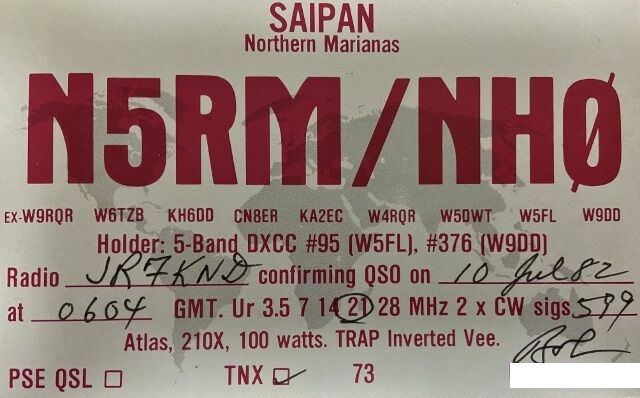 SAIPAN
Northern Marianas
N5RM/NHØ
EX-W9RQR W6TZB KH6DD CN8ER KA2EC W4RQR W5DWT W5FL W9DD
Holder: 5-Band DXCC #95 (W5FL), #376 (W9DD)
Radio JR7KND confirming QSO on 10 Jul 82
at 0604 GMT. Ur 3.5 7 14 21 28 MHz 2 x CW sigs 599
Atlas, 210X, 100 watts. TRAP Inverted Vee.
PSE QSL ☐ TNX ☑ 73